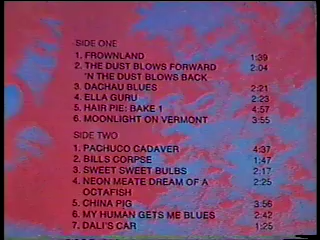 SIDE ONE
1. FROWNLAND 1:39
2. THE DUST BLOWS FORWARD 2:04
'N THE DUST BLOWS BACK
3. DACHAU BLUES 2:21
4. ELLA GURU 2:23
5. HAIR PIE: BAKE 1 4:57
6. MOONLIGHT ON VERMONT 3:55
SIDE TWO
1. PACHUCO CADAVER 4:37
2. BILLS CORPSE 1:47
3. SWEET SWEET BULBS 2:17
4. NEON MEATE DREAM OF A 2:25
OCTAFISH
5. CHINA PIG 3:56
6. MY HUMAN GETS ME BLUES 2:42
7. DALI'S CAR 1:25